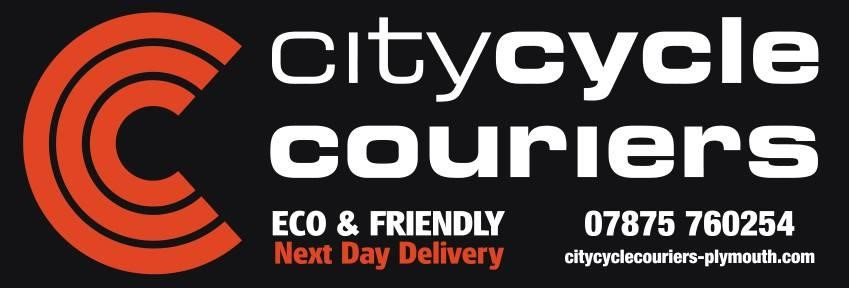 citycycle
couriers
ECO & FRIENDLY
Next Day Delivery
07875 760254
citycyclecouriers-plymouth.com